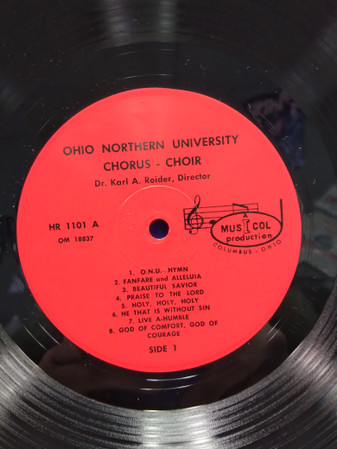 OHIO NORTHERN UNIVERSITY
CHORUS - CHOIR
Dr. Karl A. Roider, Director
HR 1101 A
OM 18837
MUSICOL
production
COLUMBUS - OHIO
1. O.N.U. HYMN
2. FANFARE and ALLELUIA
3. BEAUTIFUL SAVIOR
4. PRAISE TO THE LORD
5. HOLY, HOLY, HOLY
6. HE THAT IS WITHOUT SIN
7. LIVE A-HUMBLE
8. GOD OF COMFORT, GOD OF
COURAGE
SIDE 1